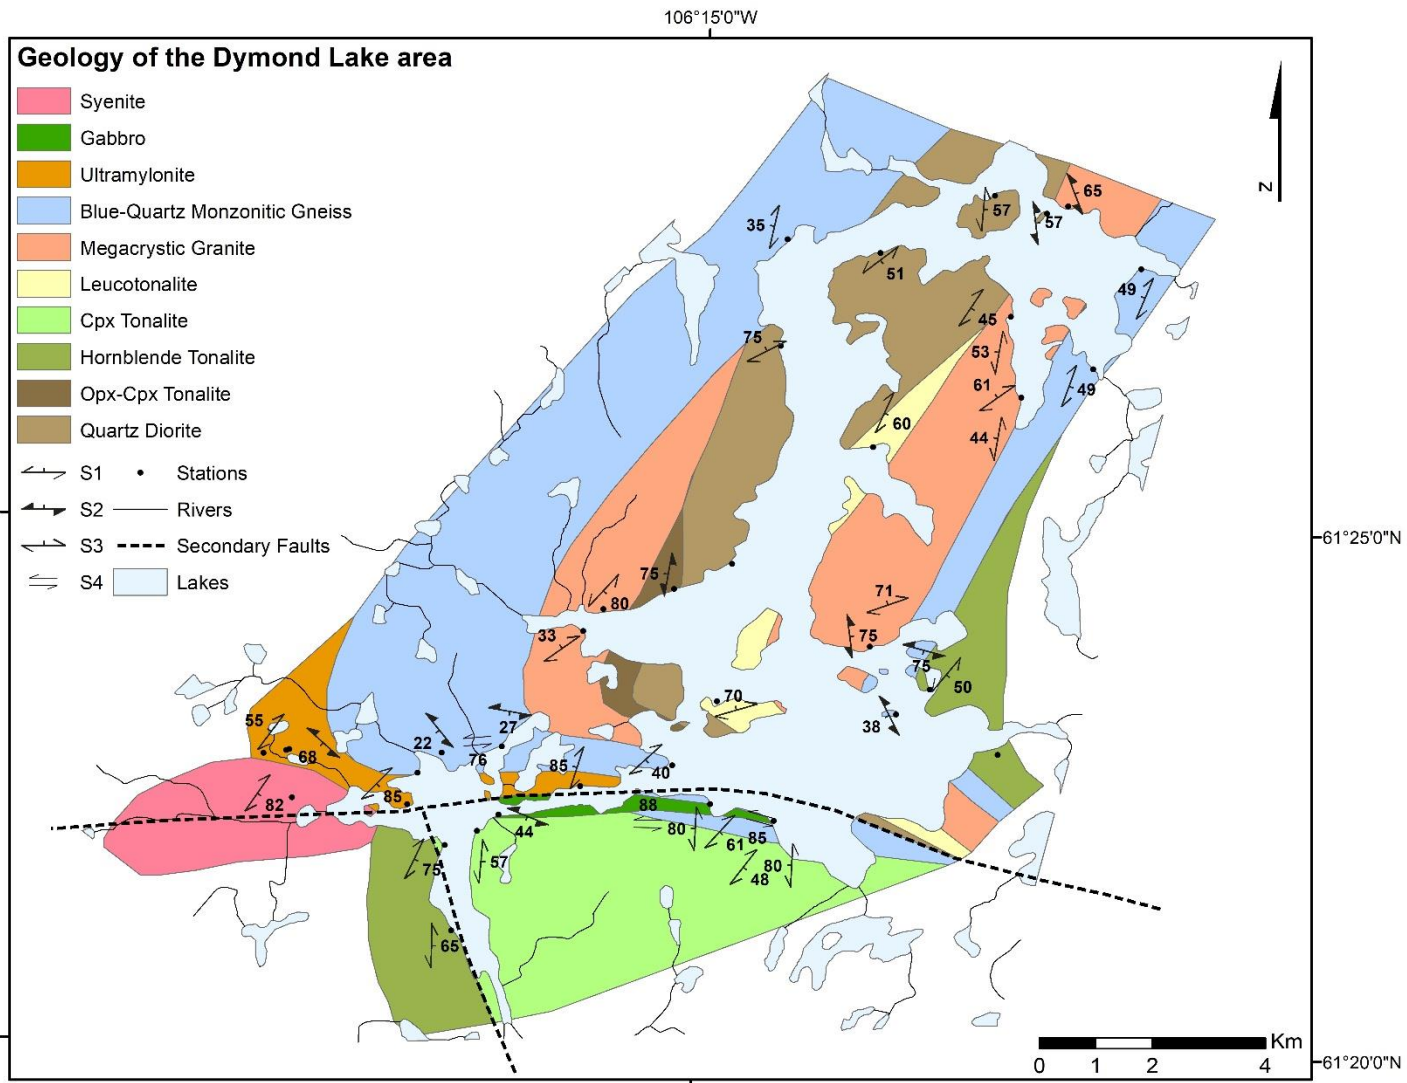 106°15'0"W
Geology of the Dymond Lake area
Syenite
Gabbro
Ultramylonite
Blue-Quartz Monzonitic Gneiss
Megacrystic Granite
Leucotonalite
Cpx Tonalite
Hornblende Tonalite
Opx-Cpx Tonalite
Quartz Diorite
S1 Stations
S2 Rivers
S3 Secondary Faults
S4 Lakes
z
65
57
57
35
51
49
45
75
53
61
49
60
44
61°25'0"N
75
80
71
33
75
75
50
70
55
27
38
22
68
76
85
40
85
82
88
44
80
85
61
57
75
80
48
65
Km
0 1 2 4
61°20'0"N